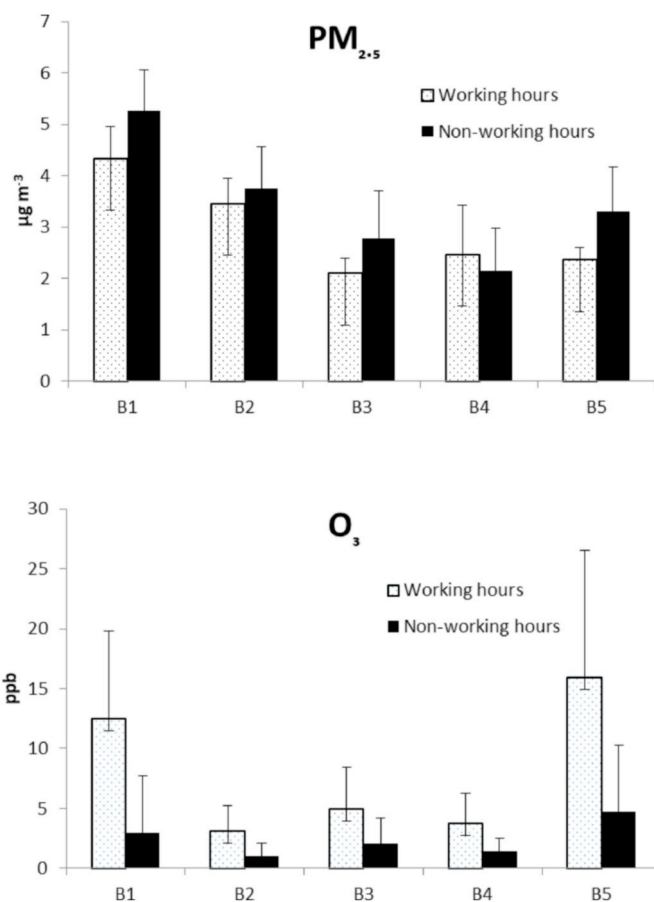 PM₂.₅
7
6
5
4
3
2
1
0
µg m⁻³
Working hours
Non-working hours
B1 B2 B3 B4 B5
O₃
30
25
20
15
10
5
0
ppb
Working hours
Non-working hours
B1 B2 B3 B4 B5